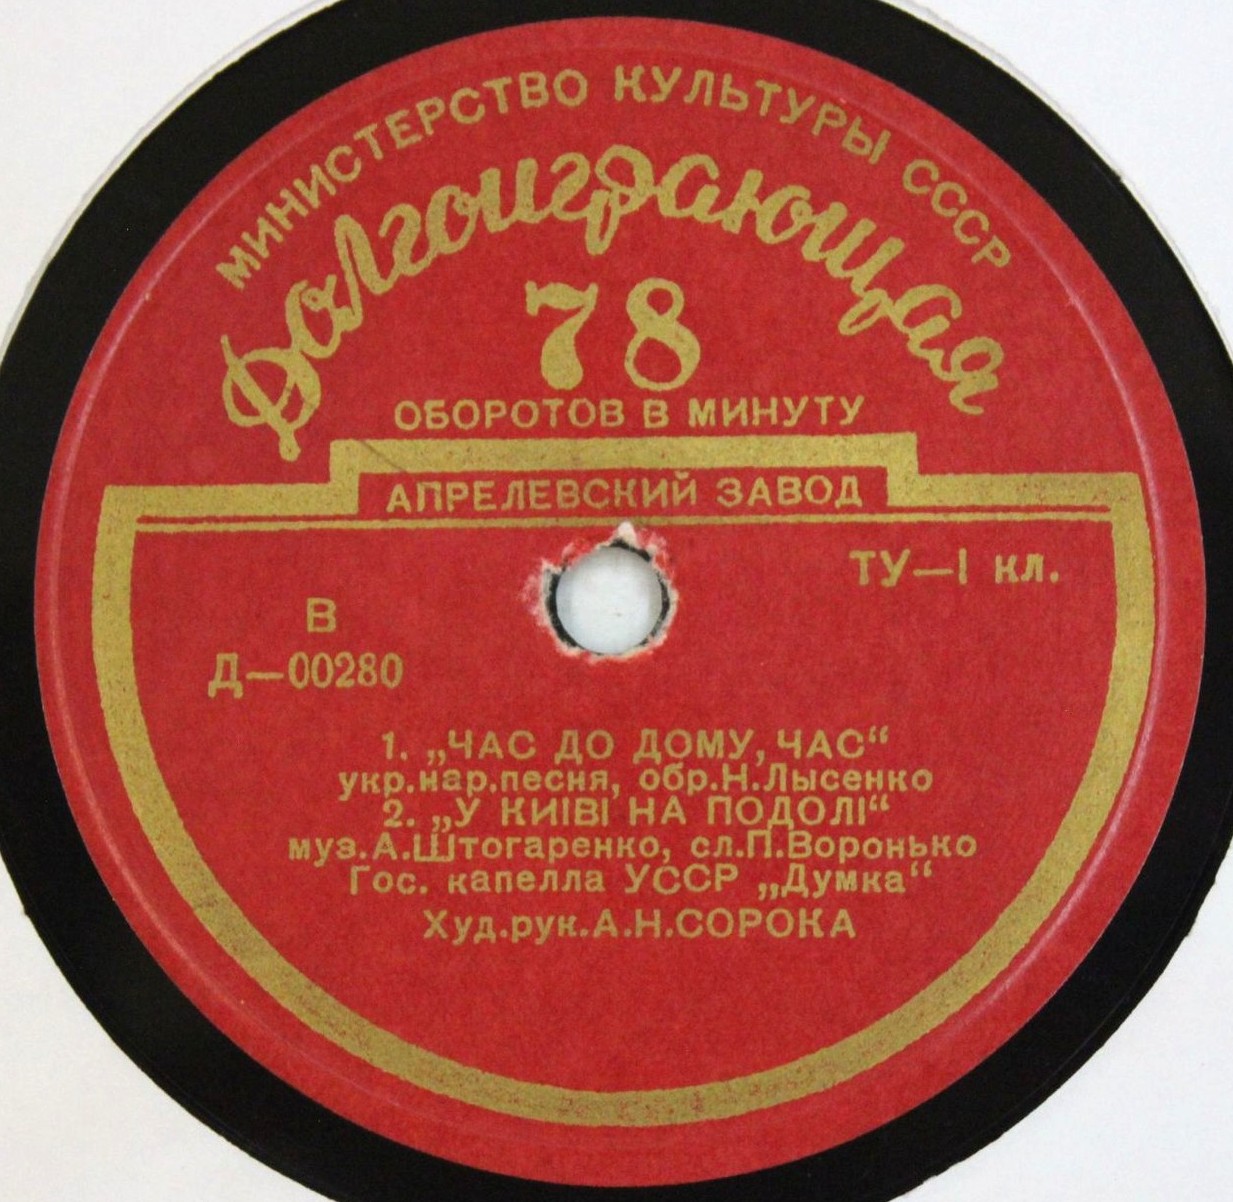 МИНИСТЕРСТВО КУЛЬТУРЫ СССР
Долгоиграющая
78
ОБОРОТОВ В МИНУТУ
АПРЕЛЕВСКИЙ ЗАВОД
ТУ—I кл.
В
Д—00280
1. „ЧАС ДО ДОМУ, ЧАС“
укр.нар.песня, обр.Н.Лысенко
2. „У КИІВІ НА ПОДОЛІ“
муз.А.Штогаренко, сл.П.Воронько
Гос. капелла УССР „Думка“
Худ.рук.А.Н.СОРОКА